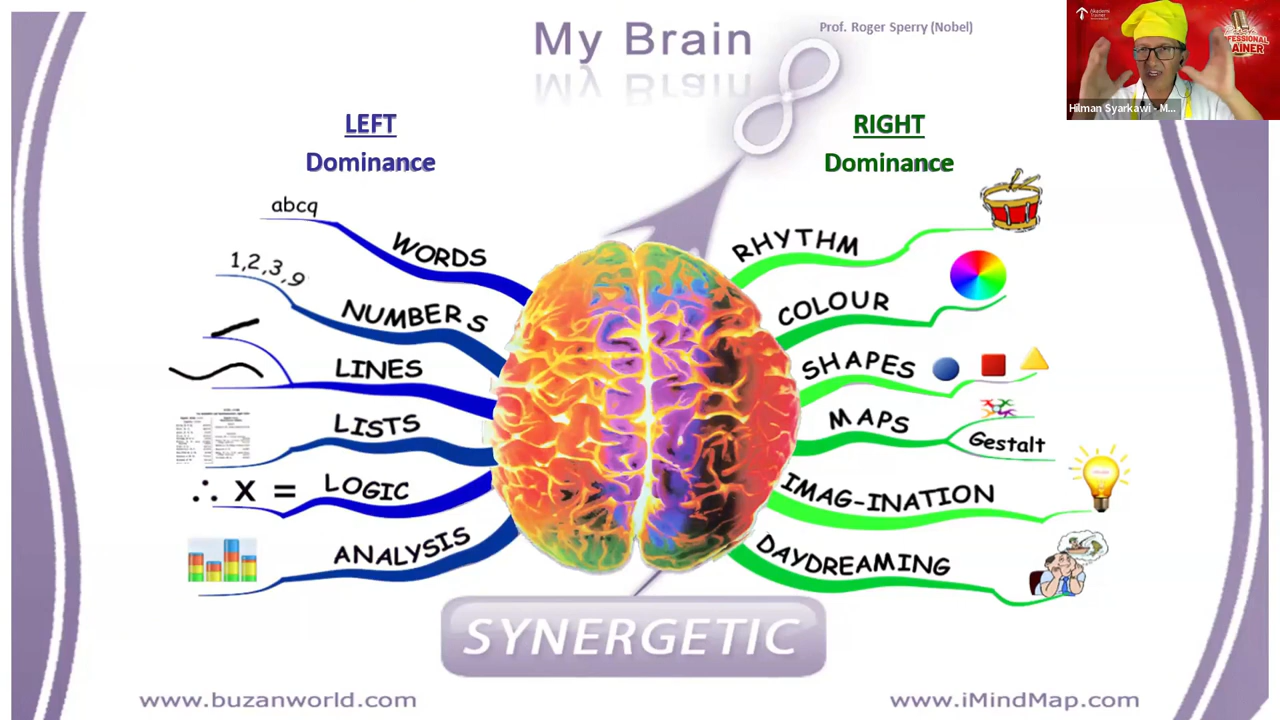 My Brain
Prof. Roger Sperry (Nobel)
Akademi
Trainer
Hilman Syarkawi - M...
LEFT
Dominance
RIGHT
Dominance
abcq
WORDS
1,2,3,9
NUMBERS
LINES
LISTS
∴ x = LOGIC
ANALYSIS
RHYTHM
COLOUR
SHAPES
MAPS
Gestalt
IMAG-INATION
DAYDREAMING
SYNERGETIC
www.buzanworld.com
www.iMindMap.com